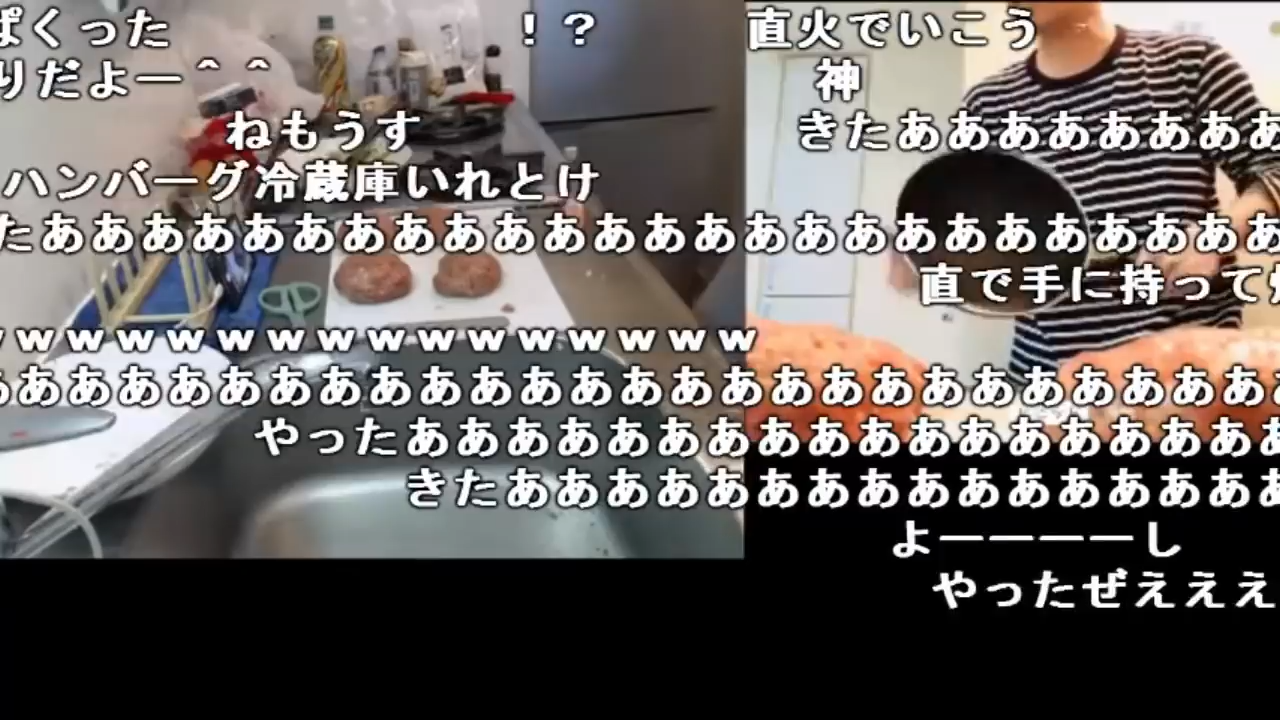 ぱくった
！？
直火でいこう
りだよー＾＾
神
ねもうす
きたああああああああ
ハンバーグ冷蔵庫いれとけ
たあああああああああああああああああああああああああ
直で手に持って
ｗｗｗｗｗｗｗｗｗｗｗｗｗｗｗｗ
ああああああああああああああああああああああああああ
やったああああああああああああああああああ
きたああああああああああああああああ
よーーーーし
やったぜええええ